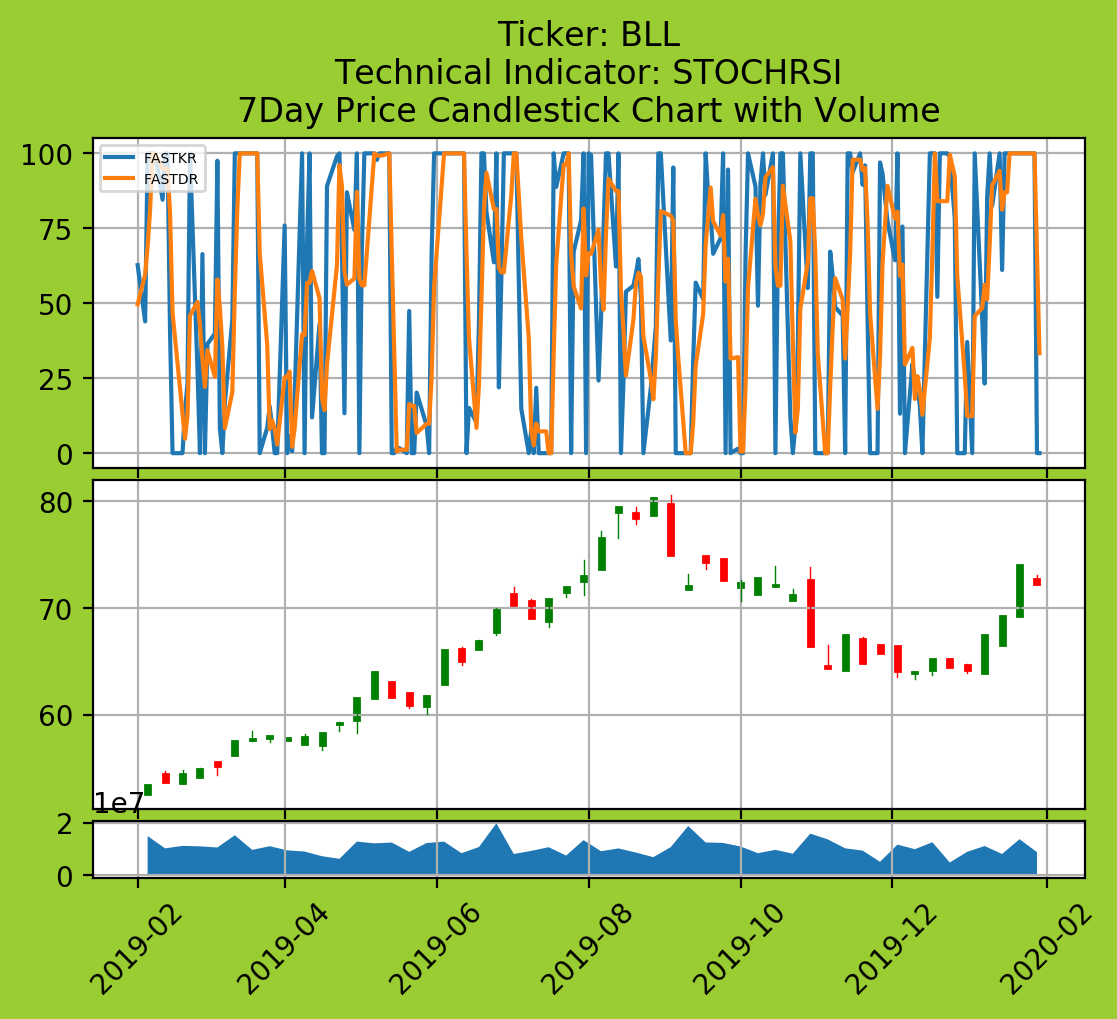 Ticker: BLL
Technical Indicator: STOCHRSI
7Day Price Candlestick Chart with Volume
FASTKR
FASTDR
100
75
50
25
0
80
70
60
1e7
2
0
2019-02
2019-04
2019-06
2019-08
2019-10
2019-12
2020-02